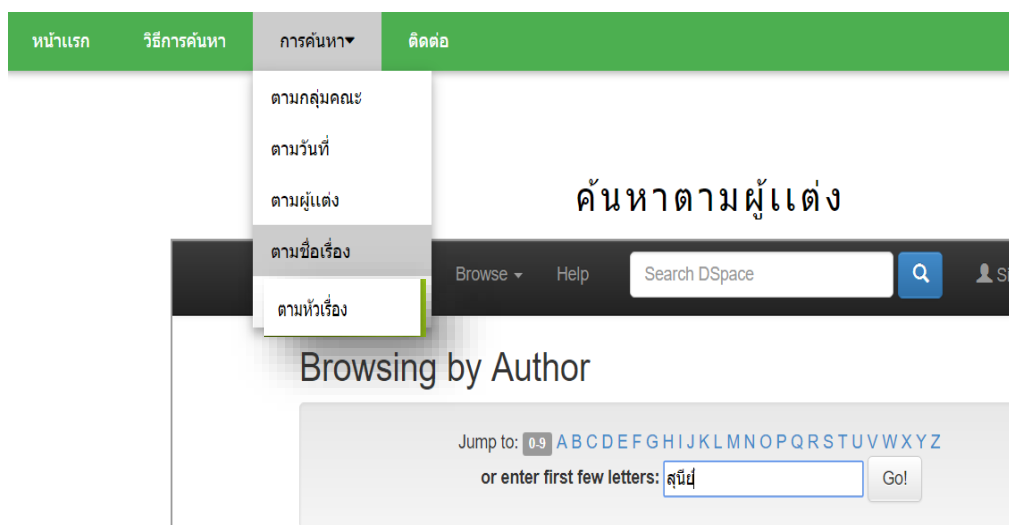 หน้าแรก วิธีการค้นหา การค้นหา▾ ติดต่อ
ตามกลุ่มคณะ
ตามวันที่
ตามผู้แต่ง
ตามชื่อเรื่อง
ตามหัวเรื่อง
ค้นหาตามผู้แต่ง
Browse Help Search DSpace
Browsing by Author
Jump to: 0-9 A B C D E F G H I J K L M N O P Q R S T U V W X Y Z
or enter first few letters: สุนีย์ Go!